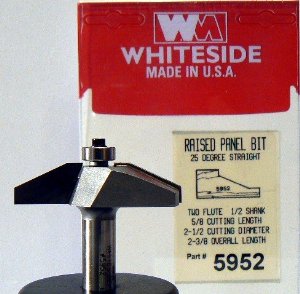 WM
WHITESIDE
MADE IN U.S.A.
RAISED PANEL BIT
25 DEGREE STRAIGHT
5952
TWO FLUTE 1/2 SHANK
5/8 CUTTING LENGTH
2-1/2 CUTTING DIAMETER
2-3/8 OVERALL LENGTH
Part # 5952